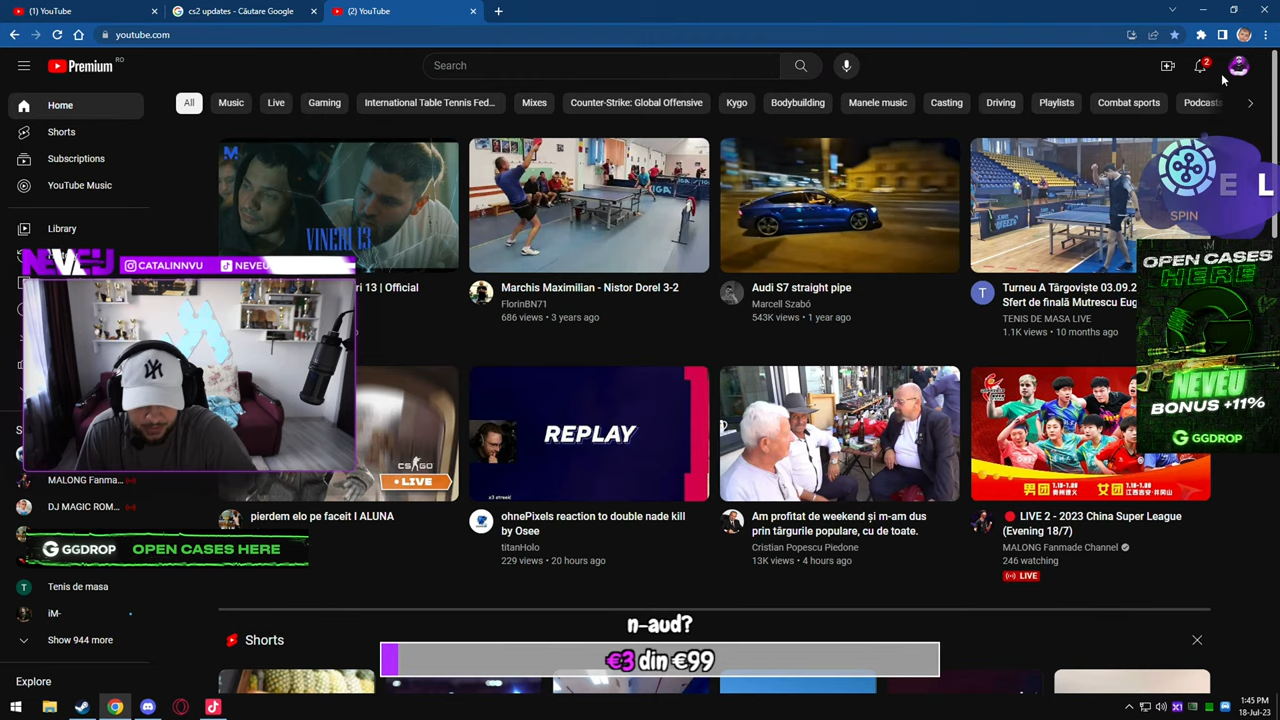 (1) YouTube
cs2 updates - Căutare Google
(2) YouTube
youtube.com
Premium RO
Search
2
All
Music
Live
Gaming
International Table Tennis Fed...
Mixes
Counter-Strike: Global Offensive
Kygo
Bodybuilding
Manele music
Casting
Driving
Playlists
Combat sports
Podcasts
Home
Shorts
Subscriptions
YouTube Music
Library
VINERI 13
SPIN
E L
OPEN CASES
HERE
NEVEU
BONUS +11%
GGDROP
NEVEU
CATALINNVU
NEVEU
ri 13 | Official
Marchis Maximilian - Nistor Dorel 3-2
FlorinBN71
686 views • 3 years ago
Audi S7 straight pipe
Marcell Szabó
543K views • 1 year ago
T
Turneu A Târgoviște 03.09.2
Sfert de finală Mutrescu Eug
TENIS DE MASA LIVE
1.1K views • 10 months ago
CS GO
• LIVE
REPLAY
x3 streak
男团
女团
MALONG Fanma...
DJ MAGIC ROM...
GGDROP
OPEN CASES HERE
pierdem elo pe faceit I ALUNA
ohnePixels reaction to double nade kill
by Osee
titanHolo
229 views • 20 hours ago
Am profitat de weekend și m-am dus
prin târgurile populare, cu de toate.
Cristian Popescu Piedone
13K views • 4 hours ago
LIVE 2 - 2023 China Super League
(Evening 18/7)
MALONG Fanmade Channel
246 watching
LIVE
T
Tenis de masa
iM-
Show 944 more
Explore
Shorts
n-aud?
€3 din €99
1:45 PM
18-Jul-23